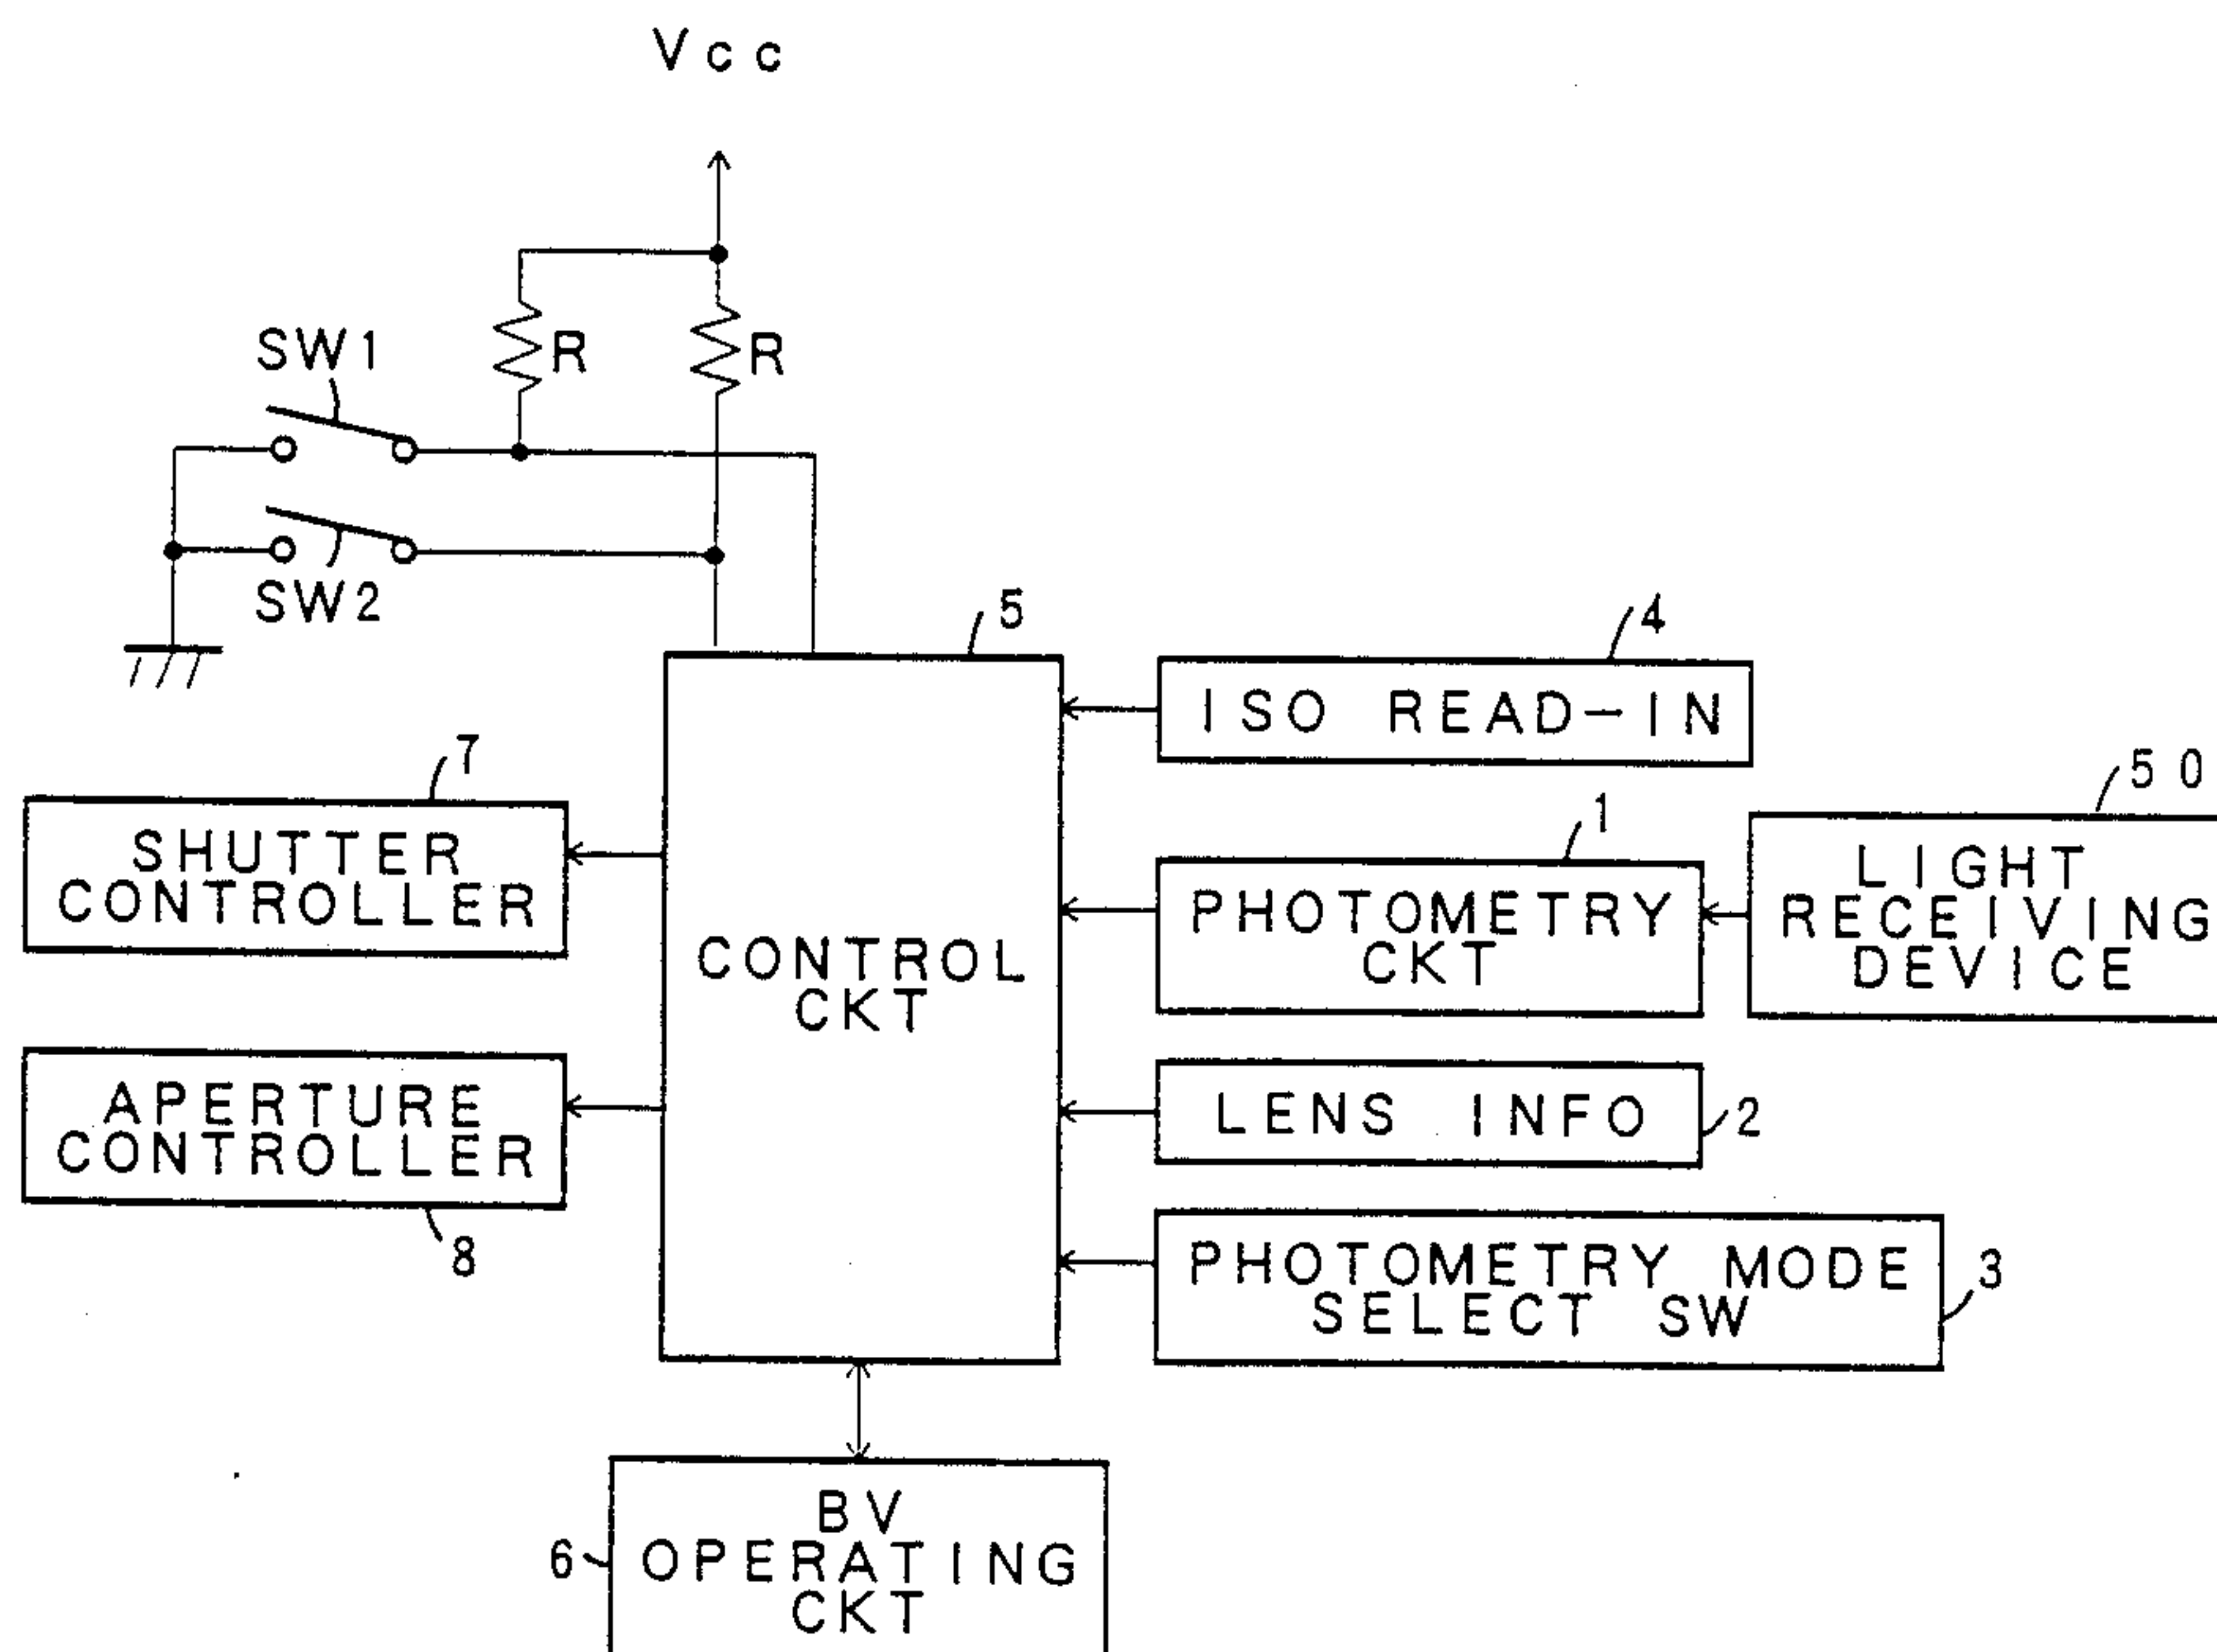 Vcc
R
R
SW1
SW2
5
4
ISO READ-IN
7
SHUTTER
CONTROLLER
1
PHOTOMETRY
CKT
50
LIGHT
RECEIVING
DEVICE
CONTROL
CKT
APERTURE
CONTROLLER
8
LENS INFO
2
PHOTOMETRY MODE
SELECT SW
3
BV
OPERATING
CKT
6